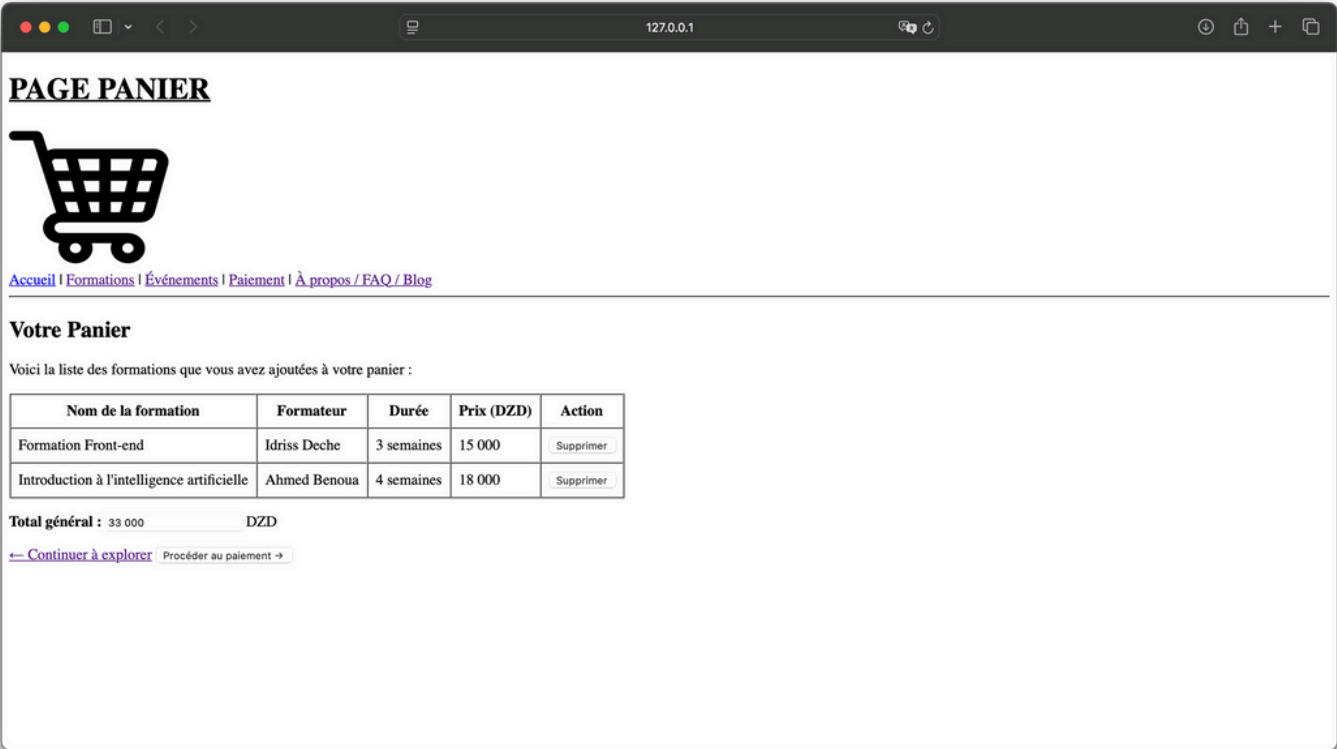 127.0.0.1
PAGE PANIER
Accueil | Formations | Événements | Paiement | À propos / FAQ / Blog
Votre Panier
Voici la liste des formations que vous avez ajoutées à votre panier :
Nom de la formation Formateur Durée Prix (DZD) Action
Formation Front-end Idriss Deche 3 semaines 15 000 Supprimer
Introduction à l'intelligence artificielle Ahmed Benoua 4 semaines 18 000 Supprimer
Total général : 33 000 DZD
← Continuer à explorer Procéder au paiement →